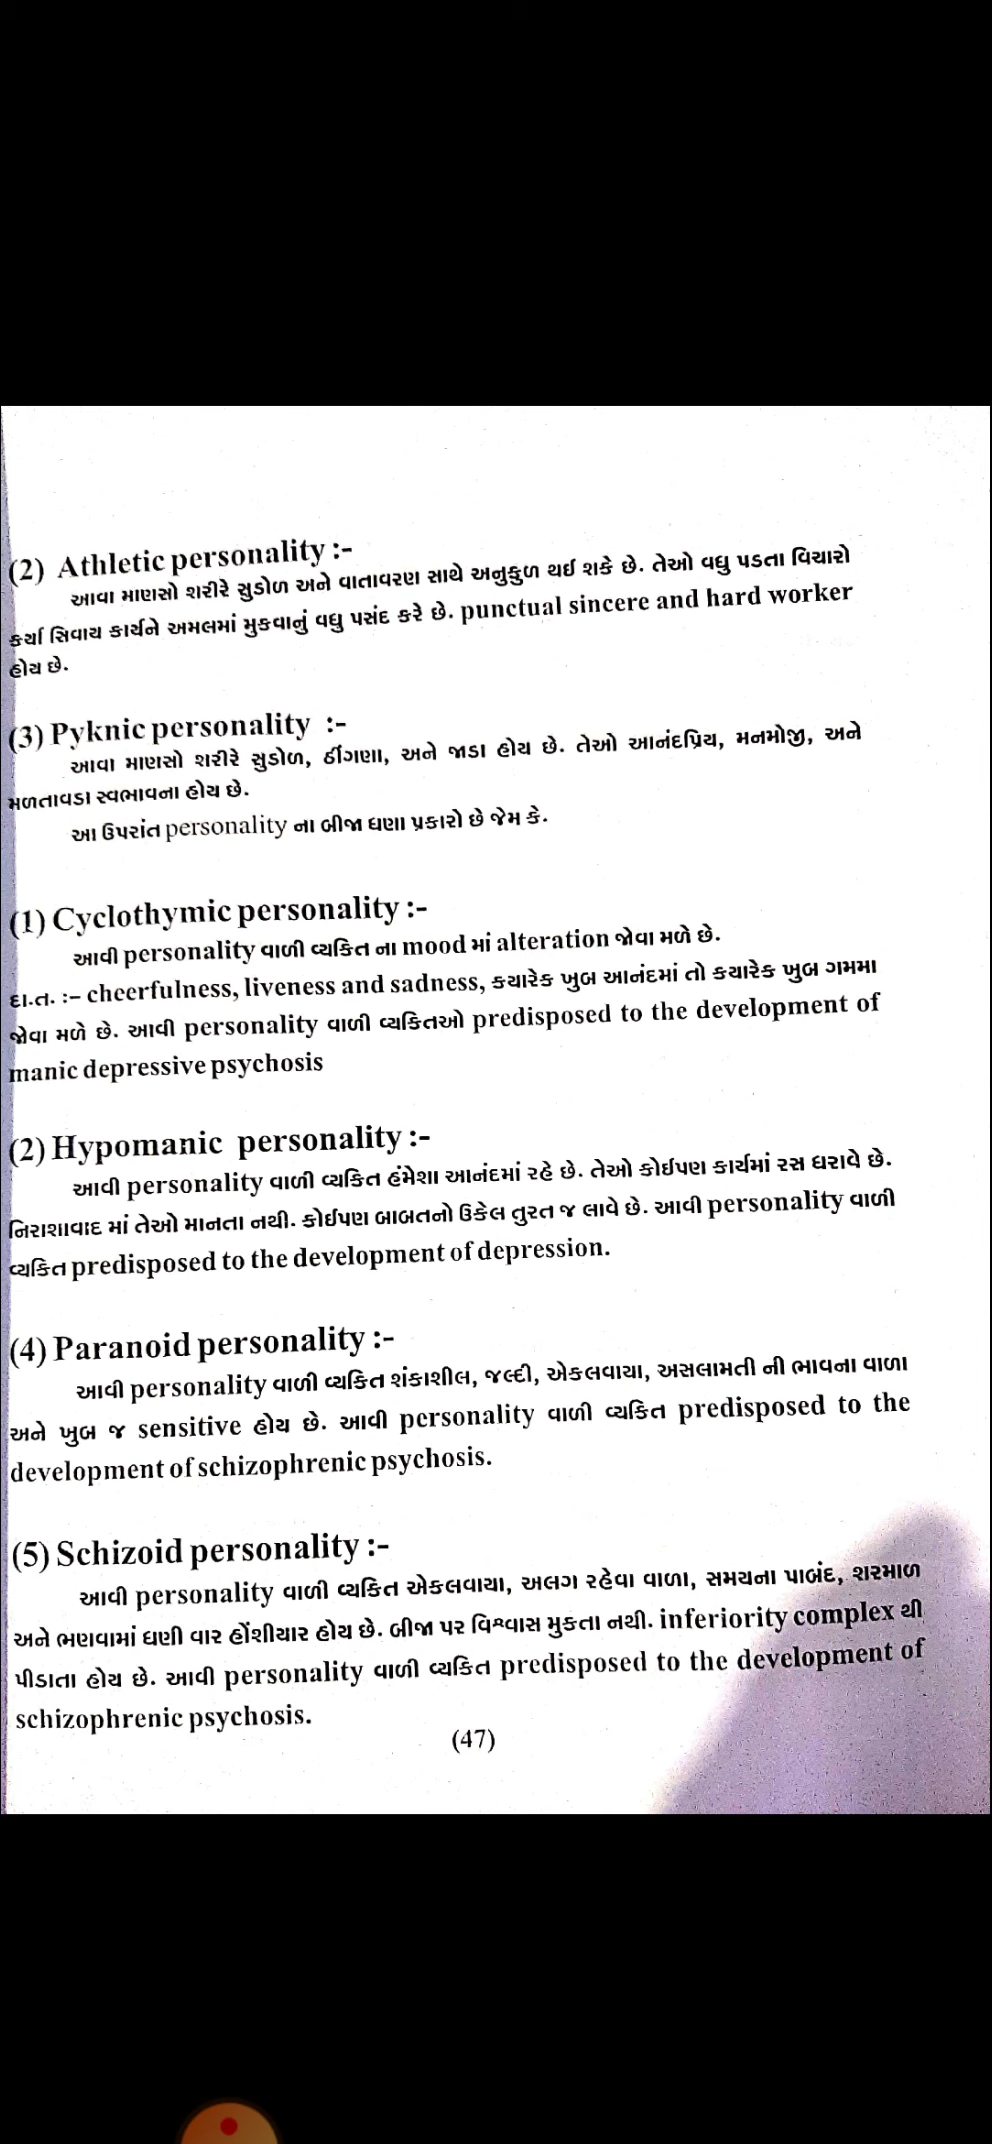 (2) Athletic personality :-
આવા માણસો શરીરે સુડોળ અને વાતાવરણ સાથે અનુકુળ થઈ શકે છે. તેઓ વધુ પડતા વિચારો
કર્યા સિવાય કાર્યને અમલમાં મુકવાનું વધુ પસંદ કરે છે. punctual sincere and hard worker
હોય છે.
(3) Pyknic personality :-
આવા માણસો શરીરે સુડોળ, ઠીંગણા, અને જાડા હોય છે. તેઓ આનંદપ્રિય, મનમોજી, અને
મળતાવડા સ્વભાવના હોય છે.
આ ઉપરાંત personality ના બીજા ઘણા પ્રકારો છે જેમ કે.
(1) Cyclothymic personality :-
આવી personality વાળી વ્યકિત ના mood માં alteration જોવા મળે છે.
દા.ત. :– cheerfulness, liveness and sadness, કયારેક ખુબ આનંદમાં તો કયારેક ખુબ ગમમા
જોવા મળે છે. આવી personality વાળી વ્યકિતઓ predisposed to the development of
manic depressive psychosis
(2) Hypomanic personality :-
આવી personality વાળી વ્યકિત હંમેશા આનંદમાં રહે છે. તેઓ કોઈપણ કાર્યમાં રસ ધરાવે છે.
નિરાશાવાદ માં તેઓ માનતા નથી. કોઈપણ બાબતનો ઉકેલ તુરત જ લાવે છે. આવી personality વાળી
વ્યકિત predisposed to the development of depression.
(4) Paranoid personality :-
આવી personality વાળી વ્યકિત શંકાશીલ, જલ્દી, એકલવાયા, અસલામતી ની ભાવના વાળા
અને ખુબ જ sensitive હોય છે. આવી personality વાળી વ્યકિત predisposed to the
development of schizophrenic psychosis.
(5) Schizoid personality :-
આવી personality વાળી વ્યકિત એકલવાયા, અલગ રહેવા વાળા, સમયના પાબંદ, શરમાળ
અને ભણવામાં ઘણી વાર હોંશીયાર હોય છે. બીજા પર વિશ્વાસ મુકતા નથી. inferiority complex થી
પીડાતા હોય છે. આવી personality વાળી વ્યકિત predisposed to the development of
schizophrenic psychosis.
(47)